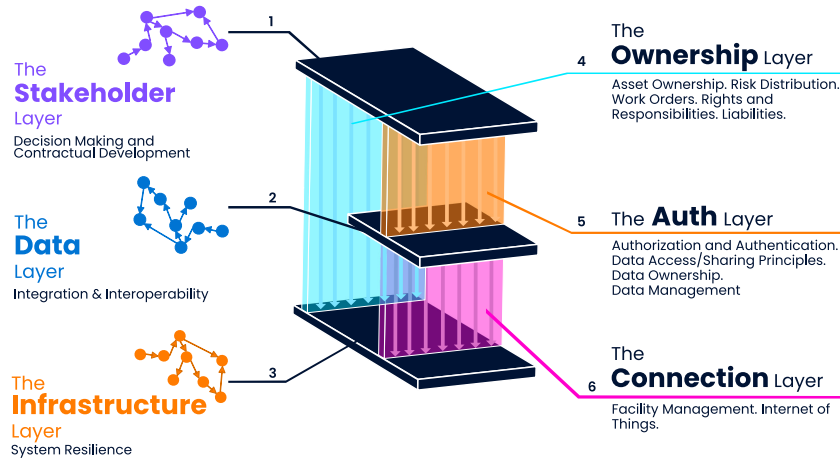 1
The
Stakeholder
Layer
Decision Making and
Contractual Development
2
The
Data
Layer
Integration & Interoperability
3
The
Infrastructure
Layer
System Resilience
4
The
Ownership Layer
Asset Ownership. Risk Distribution.
Work Orders. Rights and
Responsibilities. Liabilities.
5
The Auth Layer
Authorization and Authentication.
Data Access/Sharing Principles.
Data Ownership.
Data Management
6
The
Connection Layer
Facility Management. Internet of
Things.